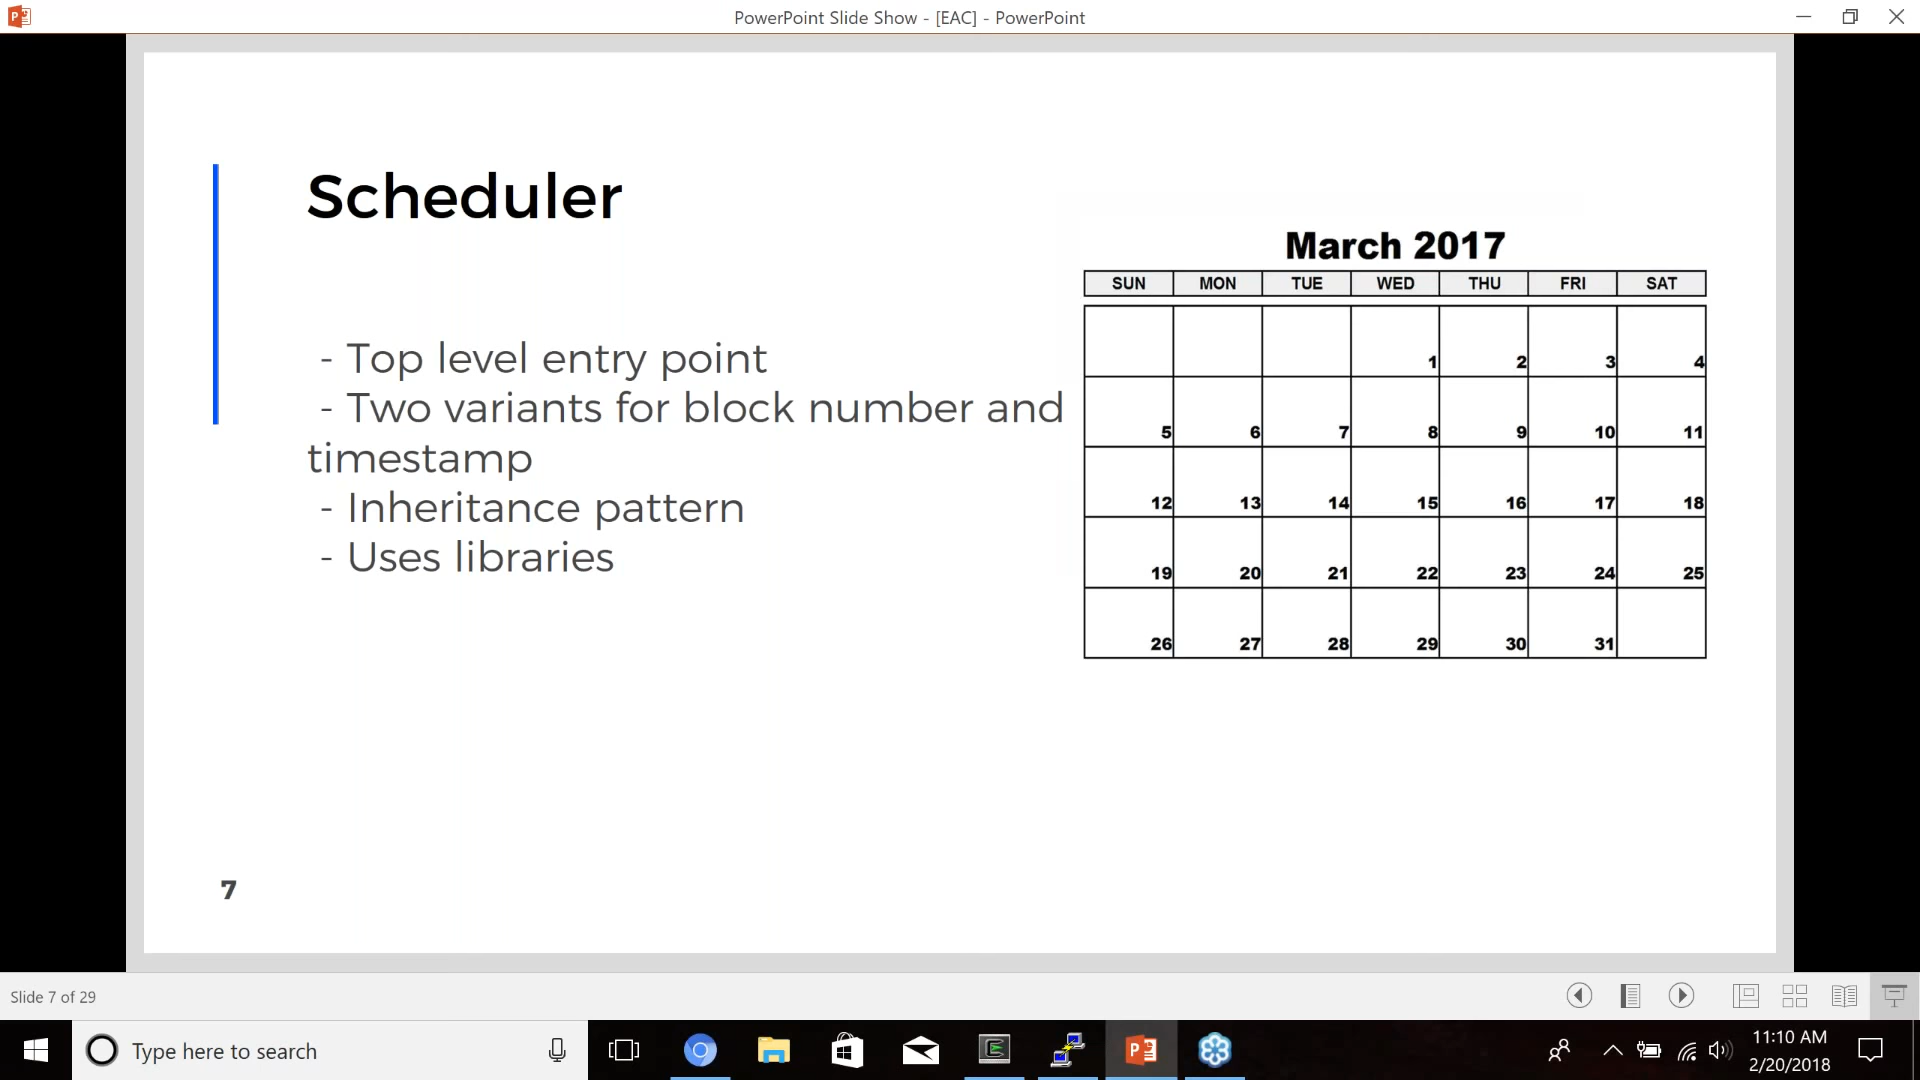 PowerPoint Slide Show - [EAC] - PowerPoint
Scheduler
- Top level entry point
- Two variants for block number and
timestamp
- Inheritance pattern
- Uses libraries
March 2017
SUN MON TUE WED THU FRI SAT
1 2 3 4
5 6 7 8 9 10 11
12 13 14 15 16 17 18
19 20 21 22 23 24 25
26 27 28 29 30 31
7
Slide 7 of 29
Type here to search
11:10 AM
2/20/2018